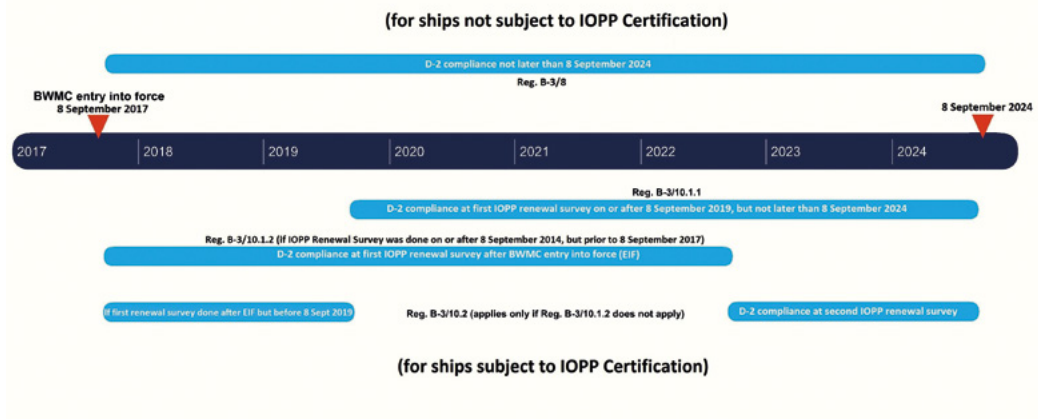 (for ships not subject to IOPP Certification)
D-2 compliance not later than 8 September 2024
Reg. B-3/8
BWMC entry into force
8 September 2017
8 September 2024
2017 2018 2019 2020 2021 2022 2023 2024
Reg. B-3/10.1.1
D-2 compliance at first IOPP renewal survey on or after 8 September 2019, but not later than 8 September 2024
Reg. B-3/10.1.2 (if IOPP Renewal Survey was done on or after 8 September 2014, but prior to 8 September 2017)
D-2 compliance at first IOPP renewal survey after BWMC entry into force (EIF)
If first renewal survey done after EIF but before 8 Sept 2019
Reg. B-3/10.2 (applies only if Reg. B-3/10.1.2 does not apply)
D-2 compliance at second IOPP renewal survey
(for ships subject to IOPP Certification)